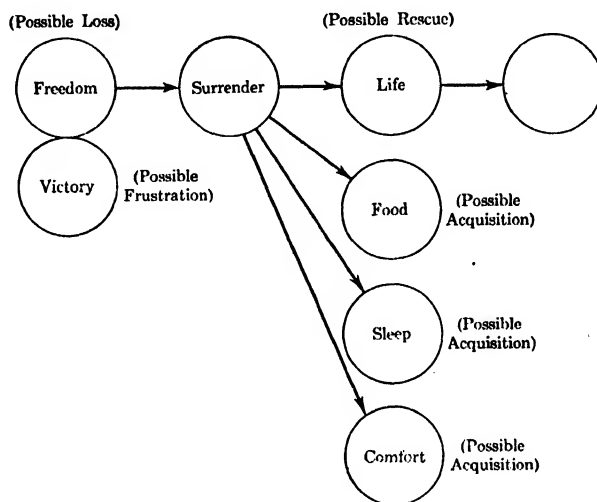 (Possible Loss)
(Possible Rescue)
Freedom
Surrender
Life
Victory
(Possible
Frustration)
Food
(Possible
Acquisition)
Sleep
(Possible
Acquisition)
Comfort
(Possible
Acquisition)